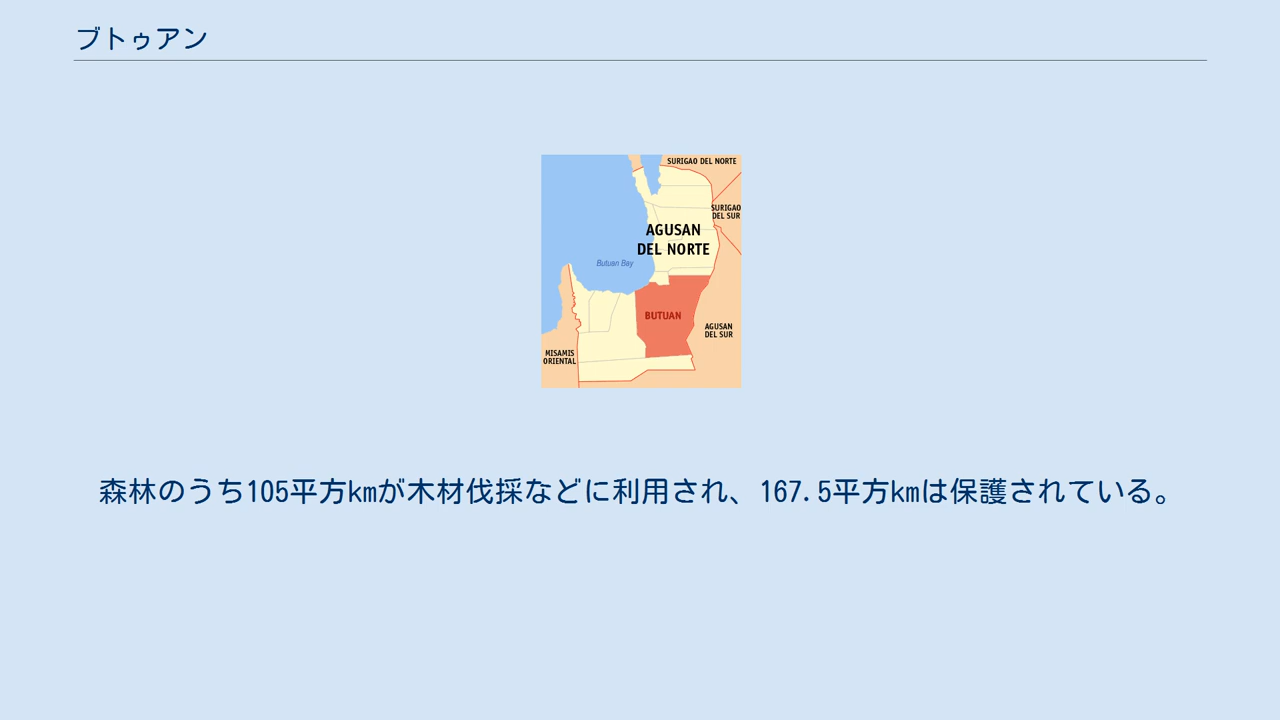 ブトゥアン
SURIGAO DEL NORTE
SURIGAO
DEL SUR
AGUSAN
DEL NORTE
Butuan Bay
BUTUAN
AGUSAN
DEL SUR
MISAMIS
ORIENTAL
森林のうち105平方kmが木材伐採などに利用され、167.5平方kmは保護されている。